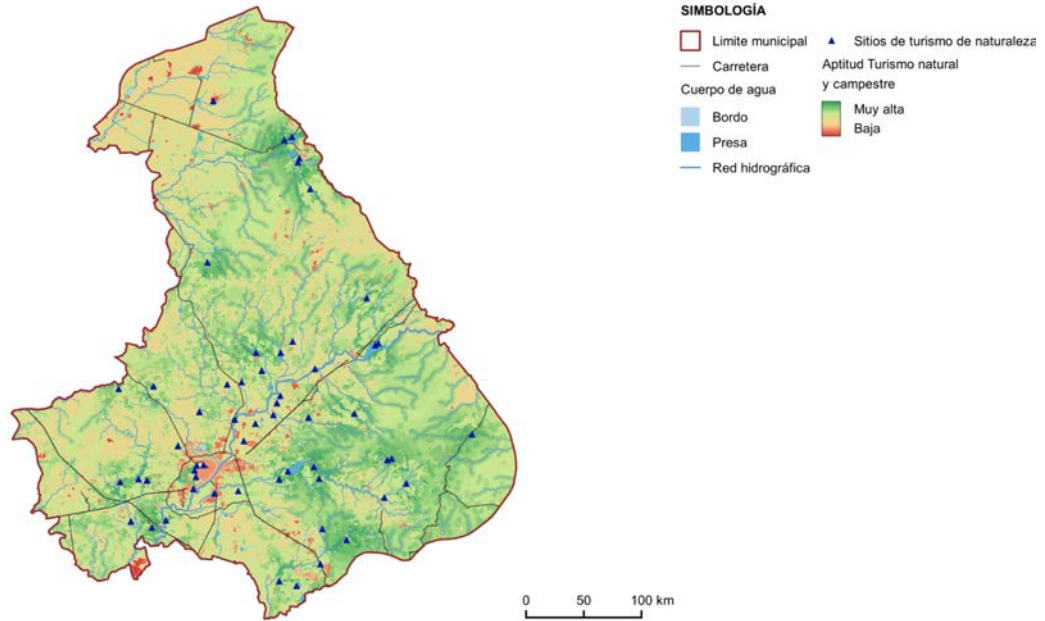 SIMBOLOGÍA
Limite municipal
Sitios de turismo de naturaleza
Carretera
Aptitud Turismo natural
y campestre
Cuerpo de agua
Muy alta
Bordo
Baja
Presa
Red hidrográfica
0 50 100 km